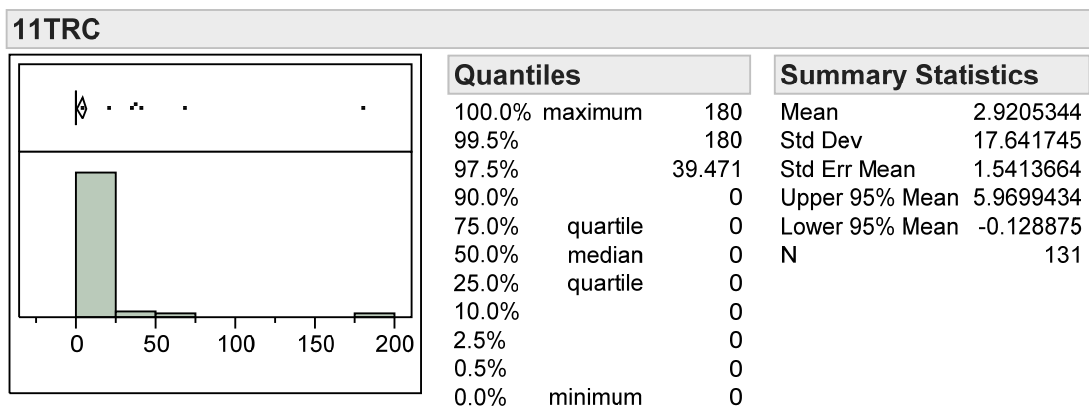 11TRC
0 50 100 150 200
Quantiles
100.0% maximum 180
99.5% 180
97.5% 39.471
90.0% 0
75.0% quartile 0
50.0% median 0
25.0% quartile 0
10.0% 0
2.5% 0
0.5% 0
0.0% minimum 0
Summary Statistics
Mean 2.9205344
Std Dev 17.641745
Std Err Mean 1.5413664
Upper 95% Mean 5.9699434
Lower 95% Mean -0.128875
N 131